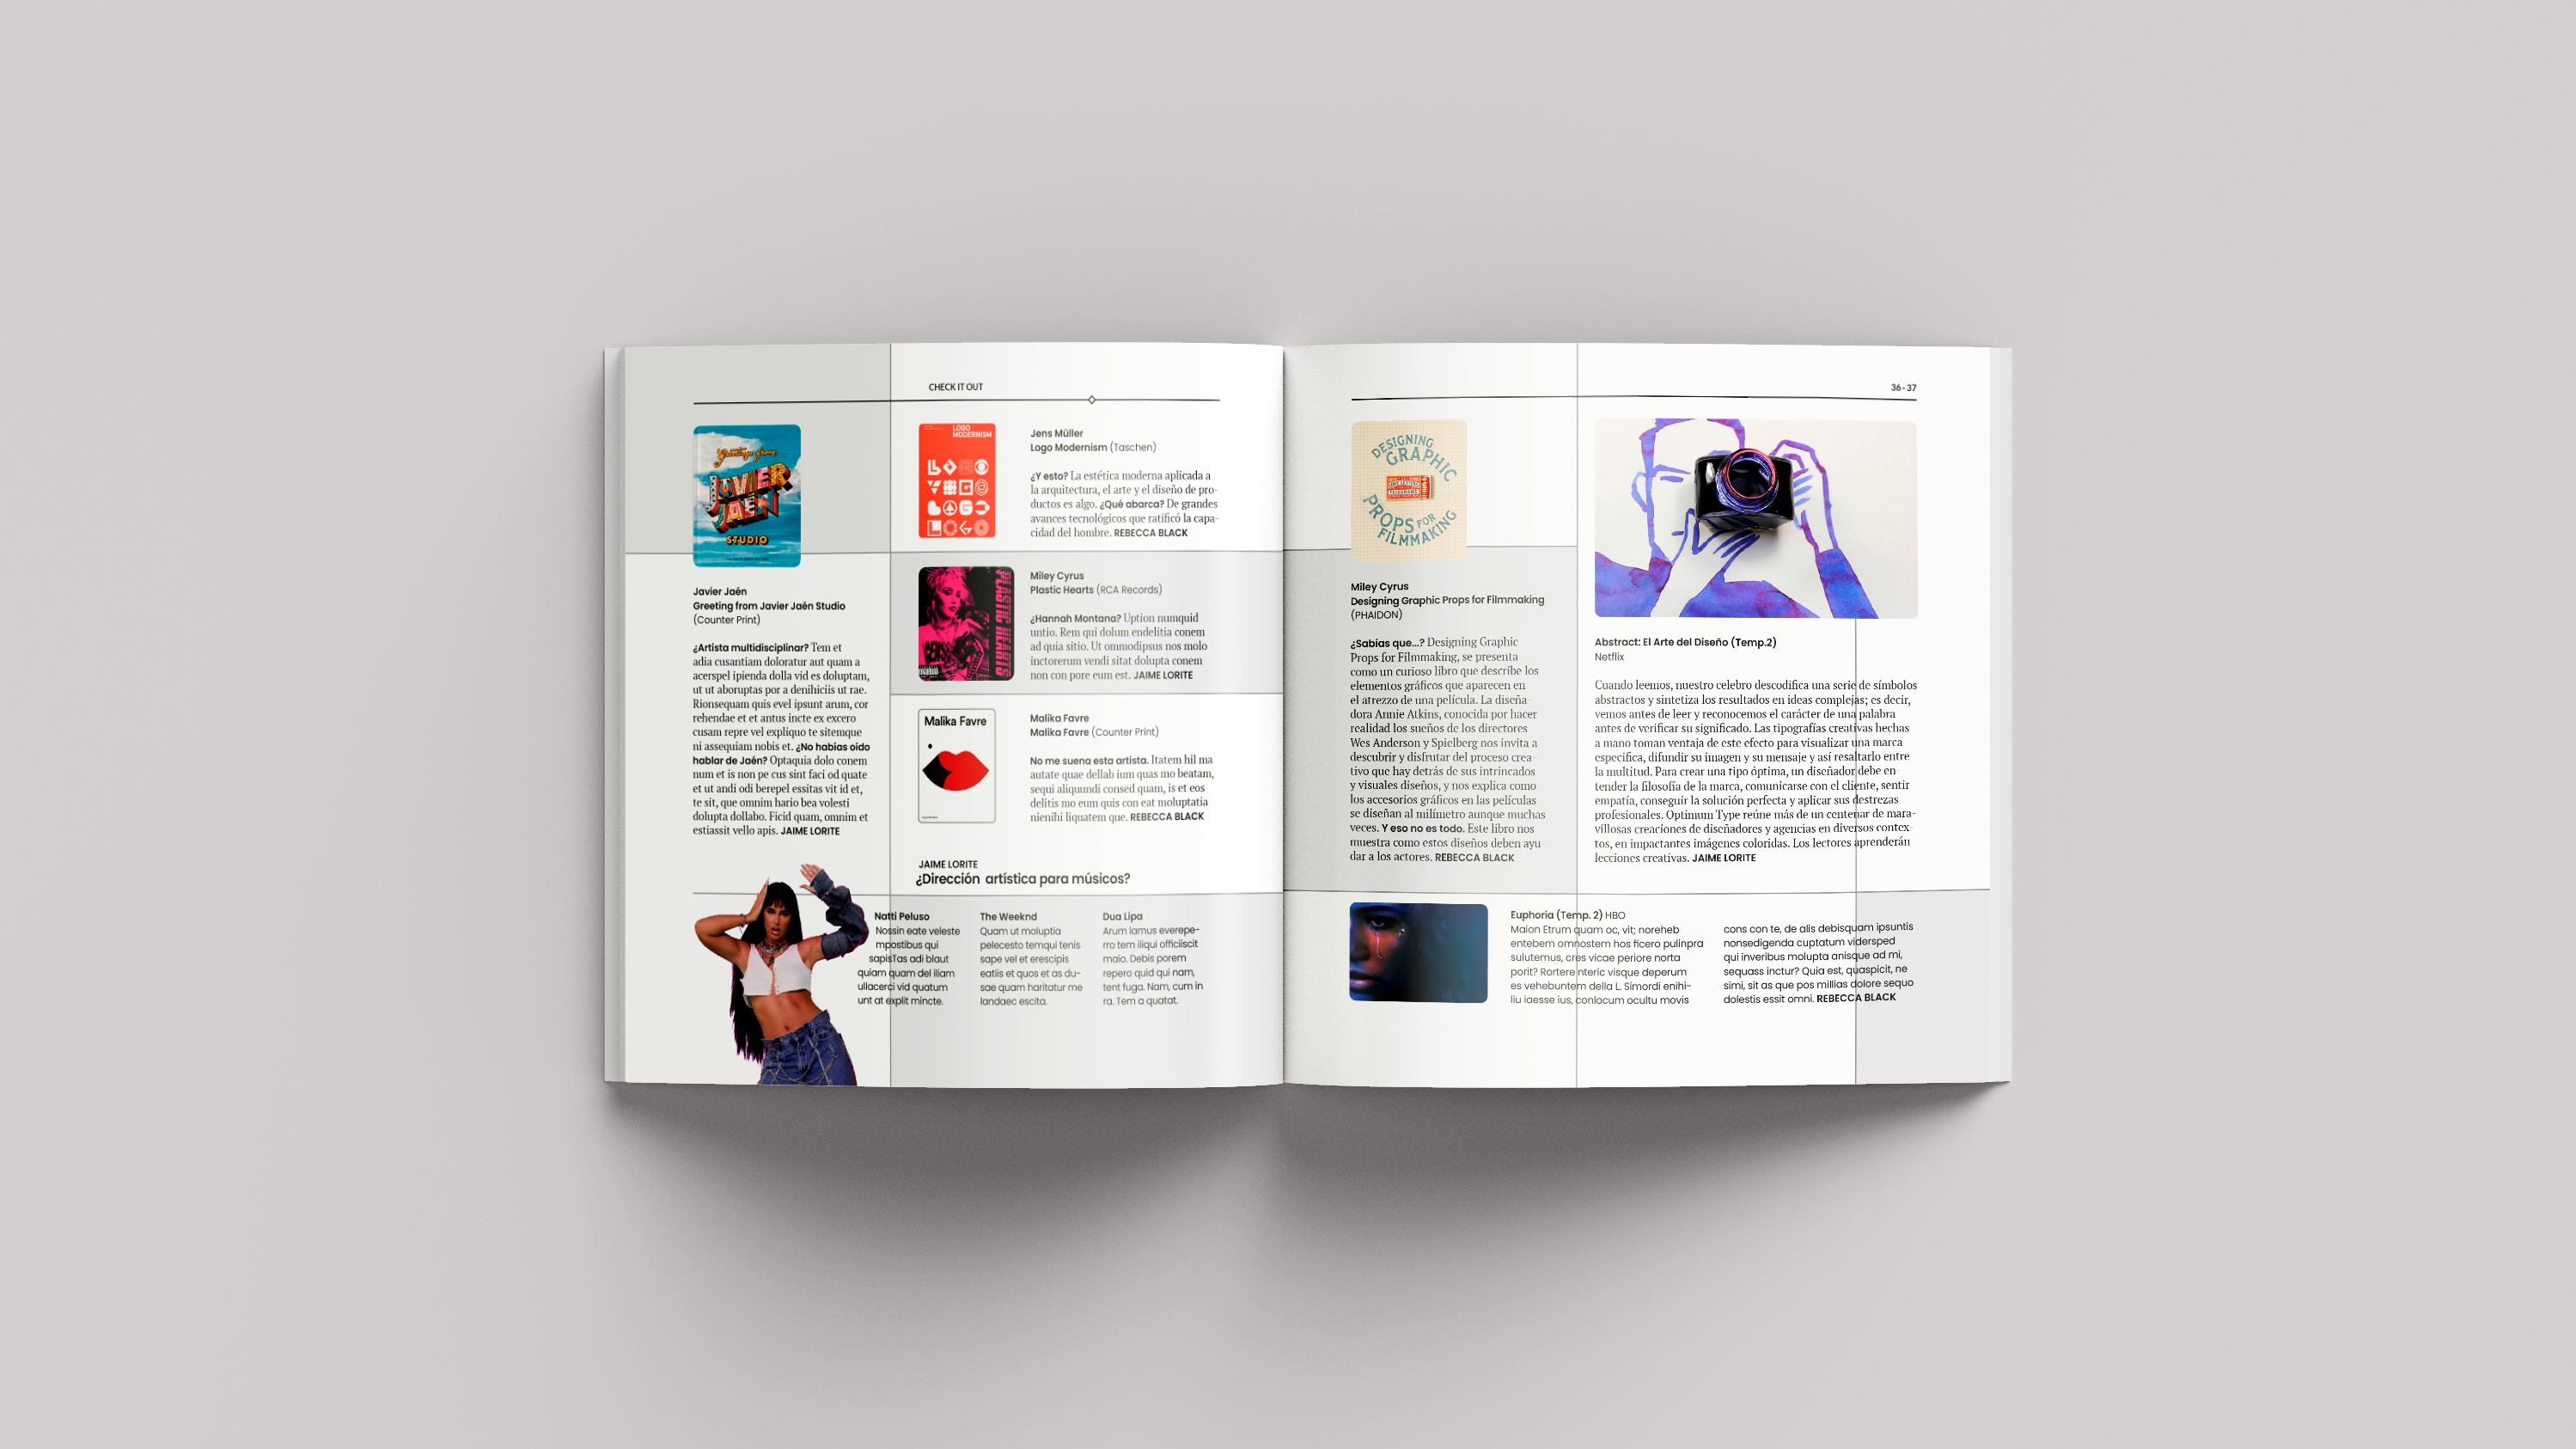 CHECK IT OUT
Greetings from
JAVIER
JAÉN
STUDIO
Javier Jaén
Greeting from Javier Jaén Studio
(Counter Print)
¿Artista multidisciplinar? Tem et
adia cusantiam doloratur aut quam a
acerspel ipienda dolla vid es doluptam,
ut ut aboruptas por a denihiciis ut rae.
Rionsequam quis evel ipsunt arum, cor
rehendae et et antus incte ex excero
cusam repre vel expliquo te sitemque
ni assequiam nobis et. ¿No habías oído
hablar de Jaén? Optaquia dolo conem
num et is non pe cus sint faci od quate
et ut andi odi berepel essitas vit id et,
te sit, que omnim hario bea volesti
dolupta dollabo. Ficid quam, omnim et
estiassit vello apis. JAIME LORITE
LOGO
MODERNISM
Jens Müller
Logo Modernism (Taschen)
¿Y esto? La estética moderna aplicada a
la arquitectura, el arte y el diseño de pro-
ductos es algo. ¿Qué abarca? De grandes
avances tecnológicos que ratificó la capa-
cidad del hombre. REBECCA BLACK
PLASTIC HEARTS
Miley Cyrus
Plastic Hearts (RCA Records)
¿Hannah Montana? Uption numquid
untio. Rem qui dolum endelitia conem
ad quia sitio. Ut ommodipsus nos molo
inctorerum vendi sitat dolupta conem
non con pore eum est. JAIME LORITE
Malika Favre
Malika Favre
Malika Favre (Counter Print)
No me suena esta artista. Itatem hil ma
autate quae dellab ium quas mo beatam,
sequi aliquundi consed quam, is et eos
delitis mo eum quis con eat moluptatia
nienihi liquatem que. REBECCA BLACK
JAIME LORITE
¿Dirección artística para músicos?
Natti Peluso
Nossin eate veleste
mpostibus qui
sapisTas adi blaut
quiam quam del iliam
ullacerci vid quatum
unt at explit mincte.
The Weeknd
Quam ut moluptia
pelecesto temqui tenis
sape vel et erescipis
eatiis et quos et as du-
sae quam haritatur me
landaec escita.
Dua Lipa
Arum lamus everepe-
rro tem iliqui officiiscit
maio. Debis porem
repero quid qui nam,
tent fuga. Nam, cum in
ra. Tem a quatat.
36·37
DESIGNING
GRAPHIC
PROPS FOR
FILMMAKING
Miley Cyrus
Designing Graphic Props for Filmmaking
(PHAIDON)
¿Sabías que...? Designing Graphic
Props for Filmmaking, se presenta
como un curioso libro que describe los
elementos gráficos que aparecen en
el atrezzo de una película. La diseña-
dora Annie Atkins, conocida por hacer
realidad los sueños de los directores
Wes Anderson y Spielberg nos invita a
descubrir y disfrutar del proceso crea-
tivo que hay detrás de sus intrincados
y visuales diseños, y nos explica como
los accesorios gráficos en las películas
se diseñan al milímetro aunque muchas
veces. Y eso no es todo. Este libro nos
muestra como estos diseños deben ayu
dar a los actores. REBECCA BLACK
Abstract: El Arte del Diseño (Temp.2)
Netflix
Cuando leemos, nuestro celebro descodifica una serie de símbolos
abstractos y sintetiza los resultados en ideas complejas; es decir,
vemos antes de leer y reconocemos el carácter de una palabra
antes de verificar su significado. Las tipografías creativas hechas
a mano toman ventaja de este efecto para visualizar una marca
específica, difundir su imagen y su mensaje y así resaltarlo entre
la multitud. Para crear una tipo óptima, un diseñador debe en-
tender la filosofía de la marca, comunicarse con el cliente, sentir
empatía, conseguir la solución perfecta y aplicar sus destrezas
profesionales. Optimum Type reúne más de un centenar de mara-
villosas creaciones de diseñadores y agencias en diversos contex-
tos, en impactantes imágenes coloridas. Los lectores aprenderán
lecciones creativas. JAIME LORITE
Euphoria (Temp. 2) HBO
Maion Etrum quam oc, vit; noreheb
entebem omnostem hos ficero pulinpra
sulutemus, cres vicae periore norta
porit? Rortere nteric visque deperum
es vehebuntem della L. Simordi enihi-
liu iaesse ius, conlocum ocultu movis
cons con te, de alis debisquam ipsuntis
nonsedigenda cuptatum vidersped
qui inveribus molupta anisque ad mi,
sequass inctur? Quia est, quaspicit, ne
simi, sit as que pos millias dolore sequo
dolestis essit omni. REBECCA BLACK